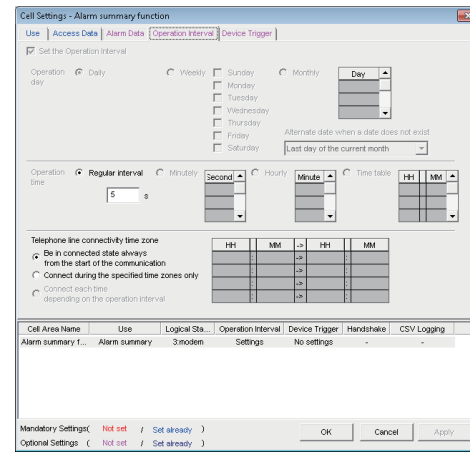 Cell Settings - Alarm summary function
Use Access Data Alarm Data Operation Interval Device Trigger
Set the Operation Interval
Operation day Daily Weekly Sunday Monthly Day
Monday
Tuesday
Wednesday
Thursday
Friday Alternate date when a date does not exist
Saturday Last day of the current month
Operation time Regular interval Minutely Second Hourly Minute Time table HH MM
5 s
Telephone line connectivity time zone HH MM -> HH MM
Be in connected state always : -> :
from the start of the communication
Connect during the specified time zones only : -> :
Connect each time : -> :
depending on the operation interval : -> :
Cell Area Name Use Logical Sta... Operation Interval Device Trigger Handshake CSV Logging
Alarm summary f... Alarm summary 3:modem Settings No settings - -
Mandatory Settings( Not set / Set already ) OK Cancel Apply
Optional Settings ( Not set / Set already )